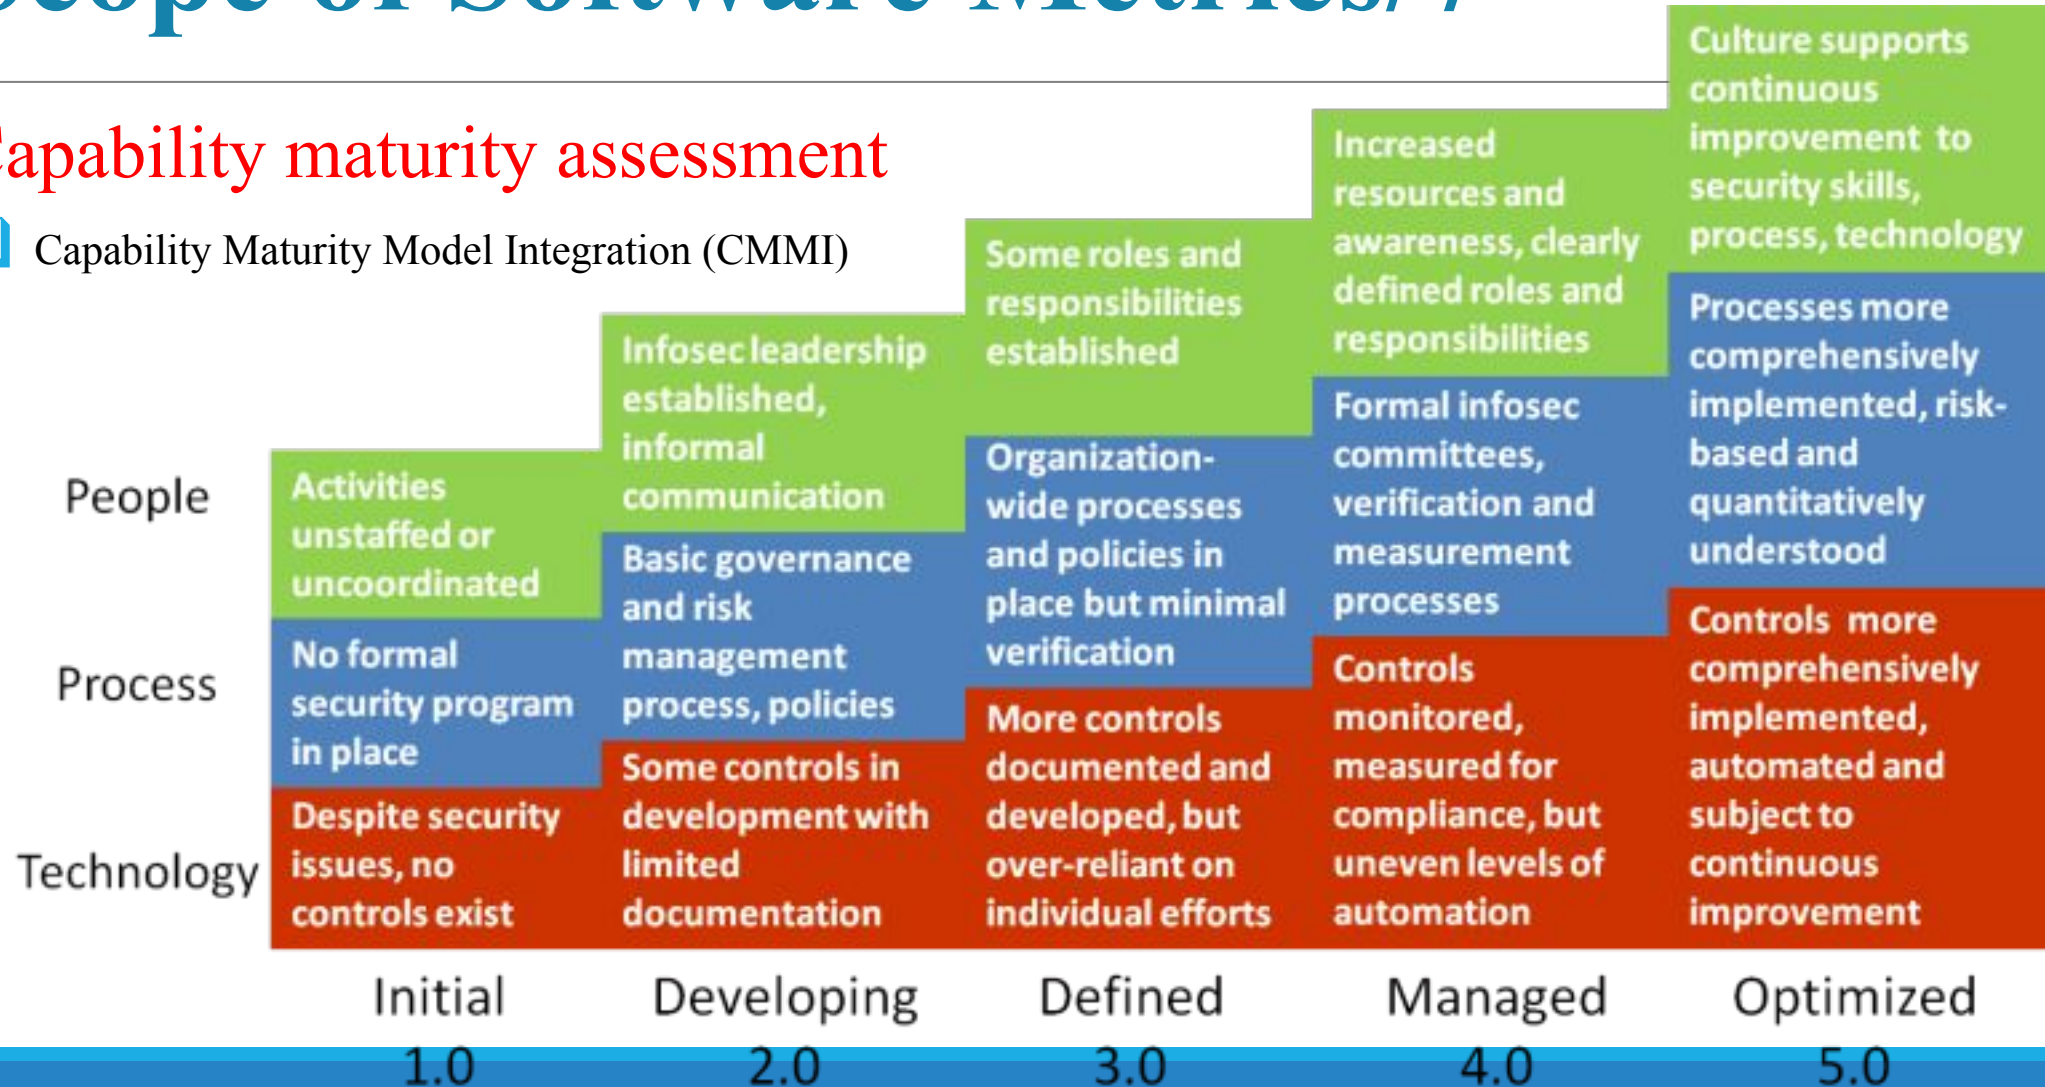 of Software Metrics/7
Capability maturity assessment
Capability Maturity Model Integration (CMMI)
People
Process
Technology
Activities
unstaffed or
uncoordinated
No formal
security program
in place
Despite security
issues, no
controls exist
Infosec leadership
established,
informal
communication
Basic governance
and risk
management
process, policies
Some controls in
development with
limited
documentation
Some roles and
responsibilities
established
Organization-
wide processes
and policies in
place but minimal
verification
More controls
documented and
developed, but
over-reliant on
individual efforts
Increased
resources and
awareness, clearly
defined roles and
responsibilities
Formal infosec
committees,
verification and
measurement
processes
Controls
monitored,
measured for
compliance, but
uneven levels of
automation
Culture supports
continuous
improvement to
security skills,
process, technology
Processes more
comprehensively
implemented, risk-
based and
quantitatively
understood
Controls more
comprehensively
implemented,
automated and
subject to
continuous
improvement
Initial
Developing
Defined
Managed
Optimized
1.0
2.0
3.0
4.0
5.0